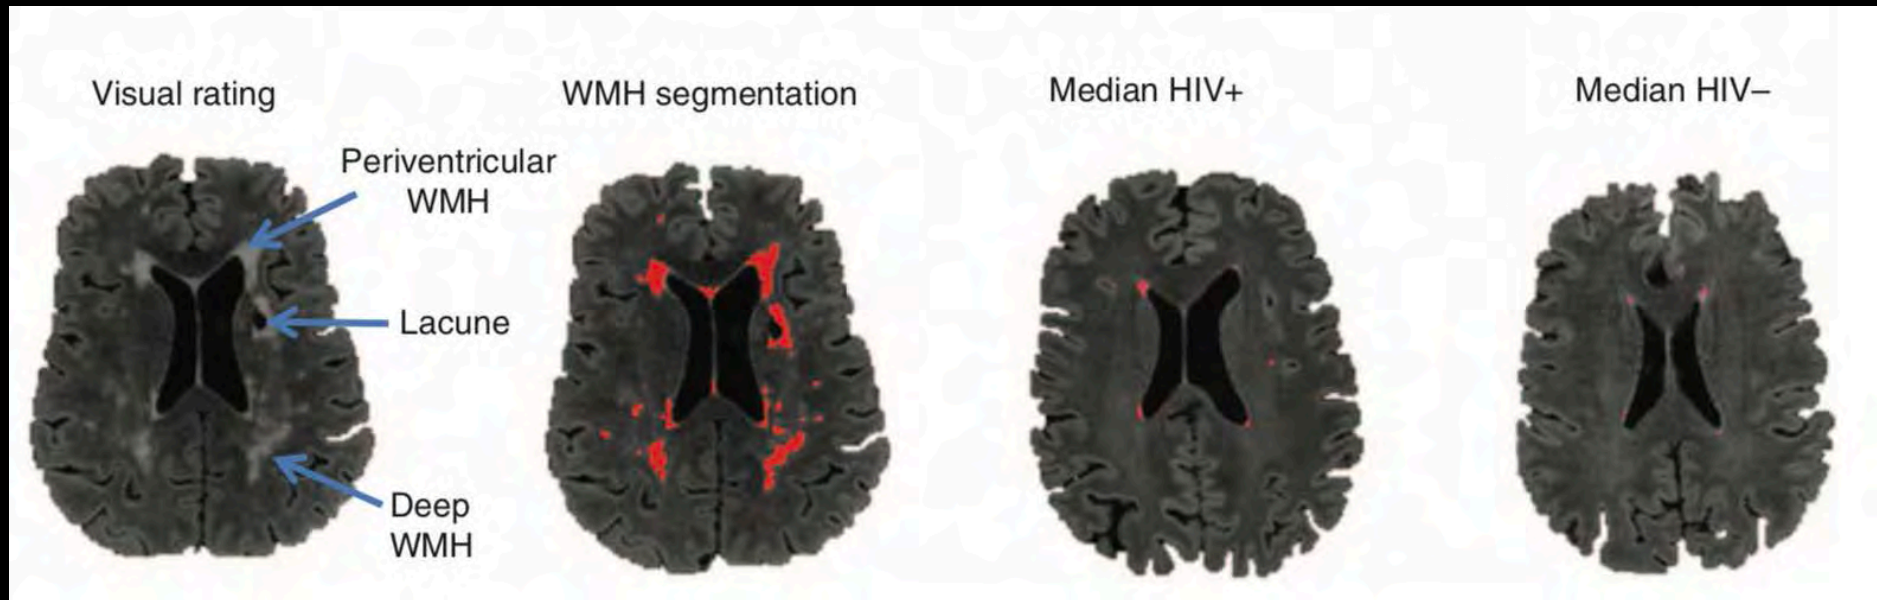 Visual rating
WMH segmentation
Median HIV+
Median HIV–
Periventricular
WMH
Lacune
Deep
WMH